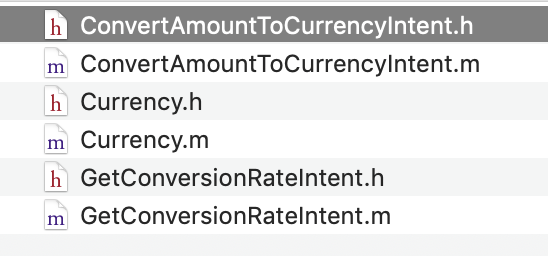 h ConvertAmountToCurrencyIntent.h
m ConvertAmountToCurrencyIntent.m
h Currency.h
m Currency.m
h GetConversionRateIntent.h
m GetConversionRateIntent.m